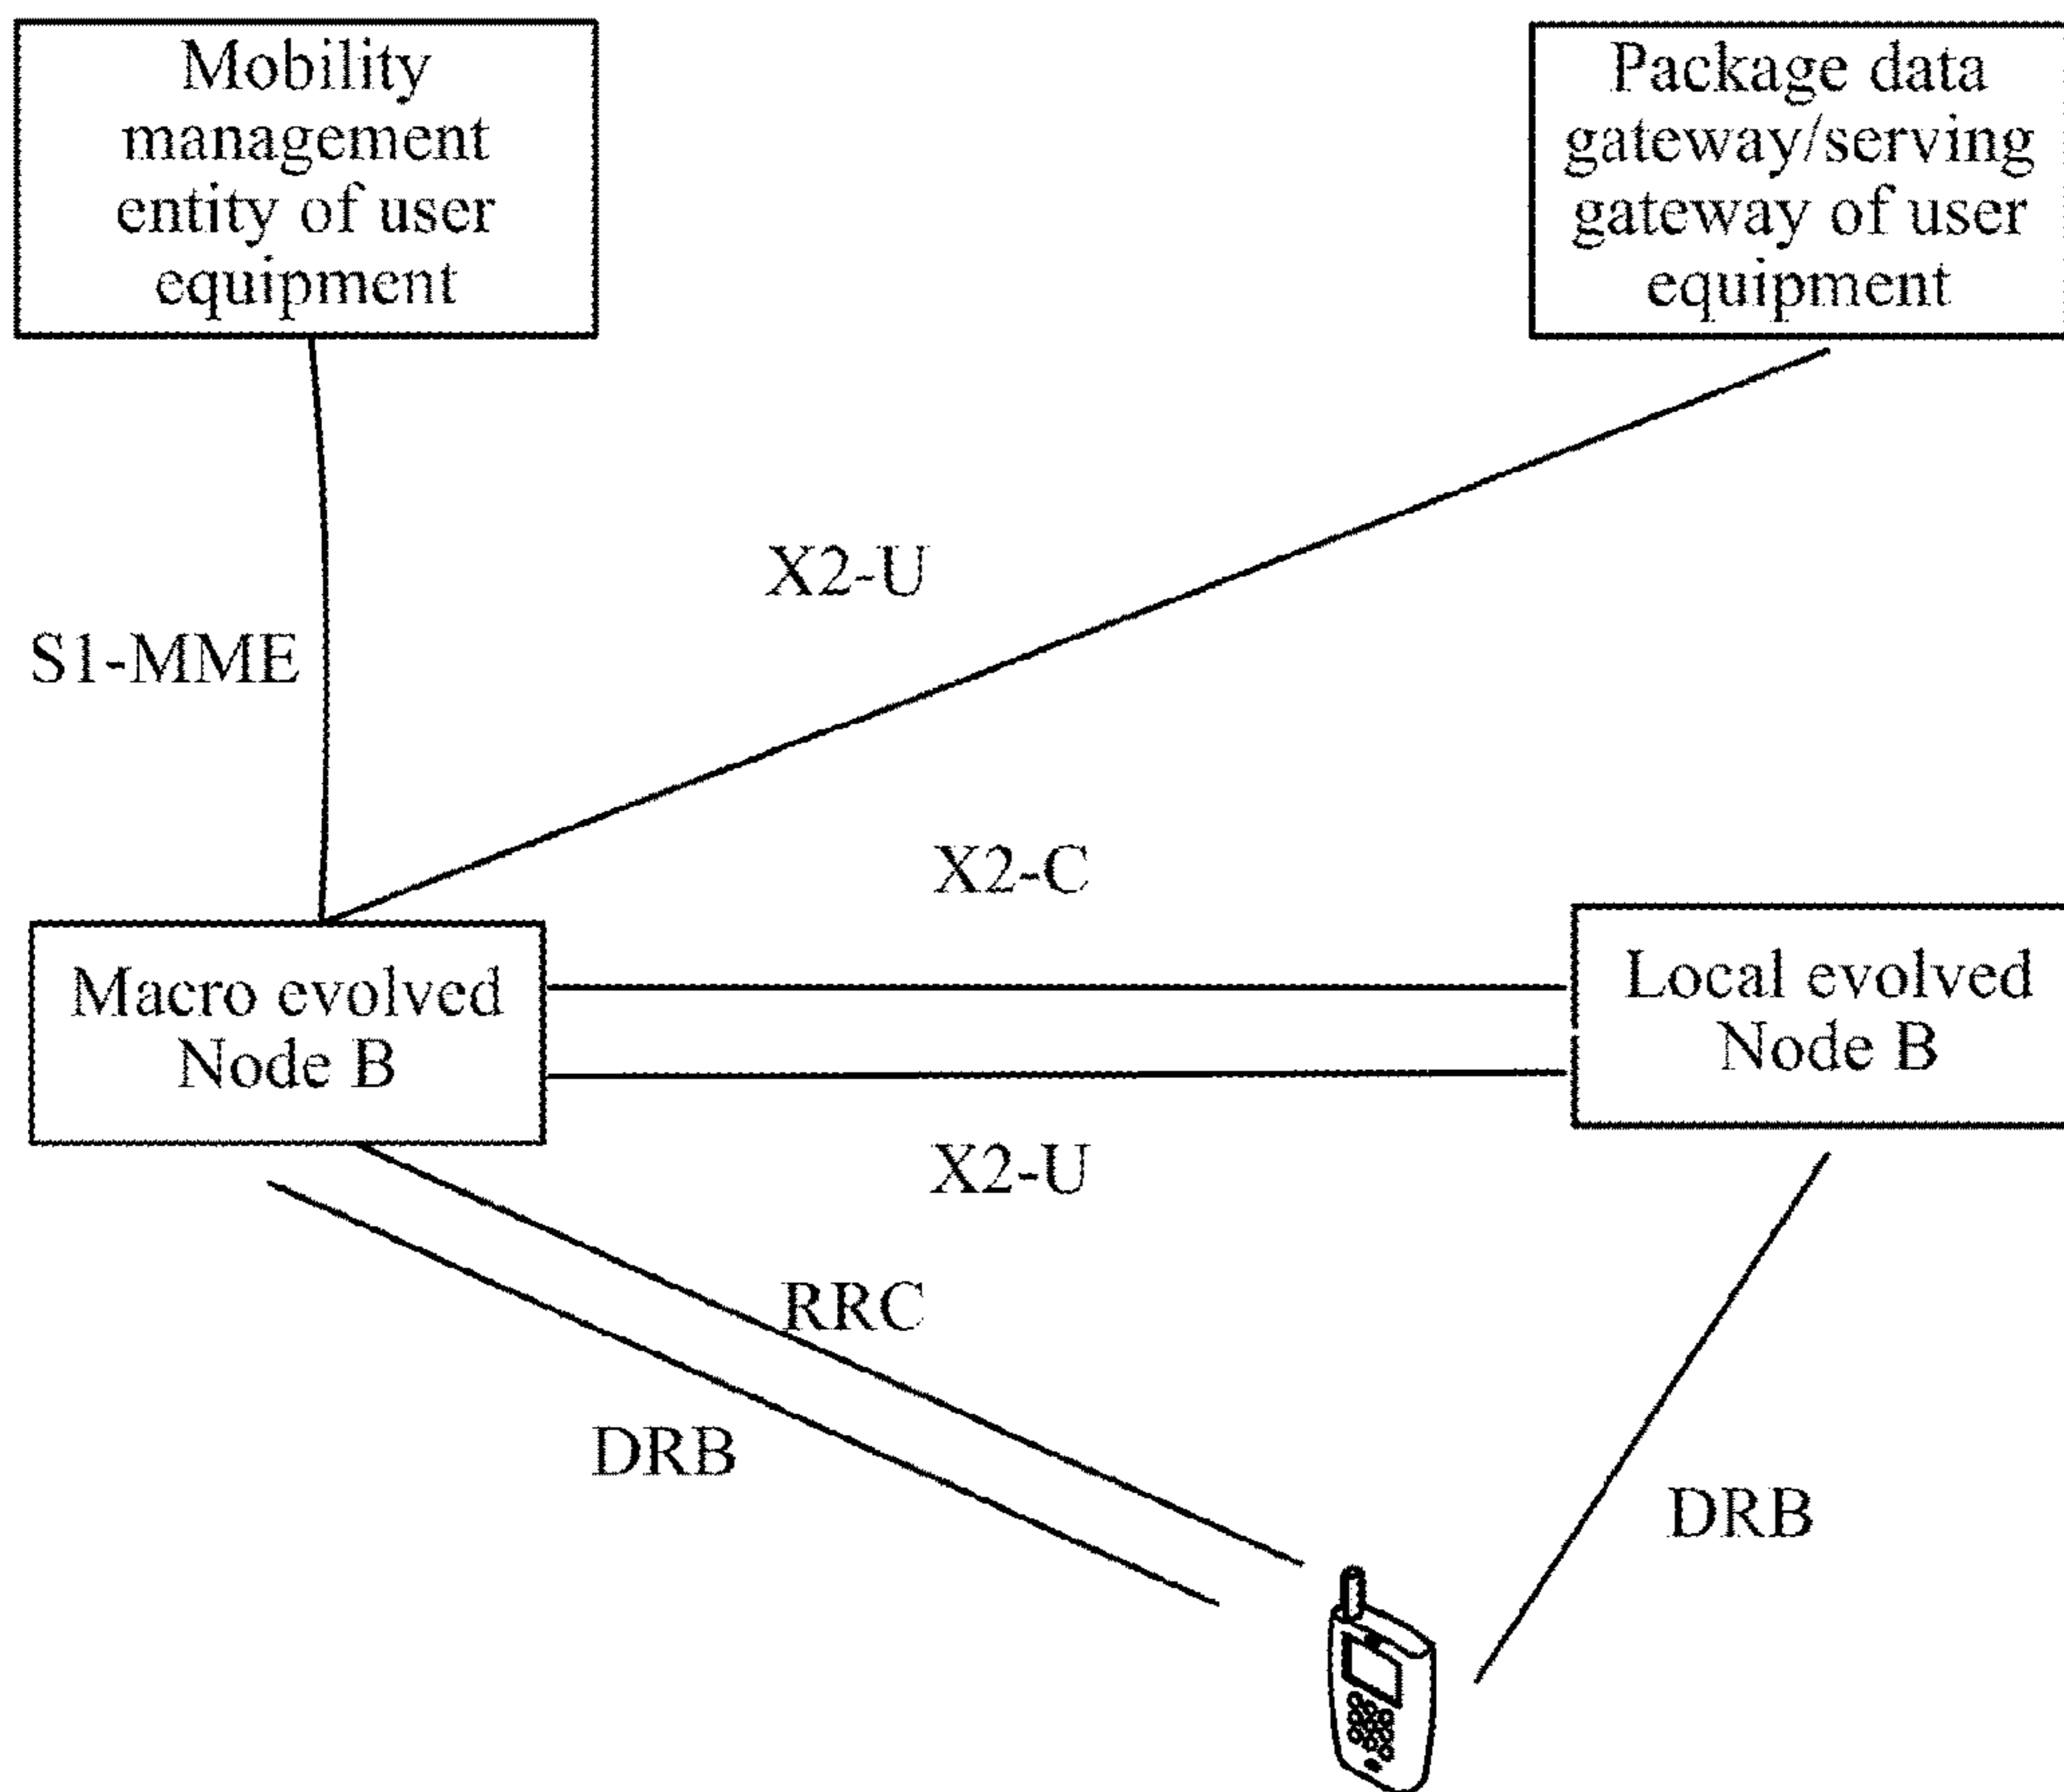 Mobility
management
entity of user
equipment
Package data
gateway/serving
gateway of user
equipment
X2-U
S1-MME
X2-C
Macro evolved
Node B
Local evolved
Node B
X2-U
RRC
DRB
DRB